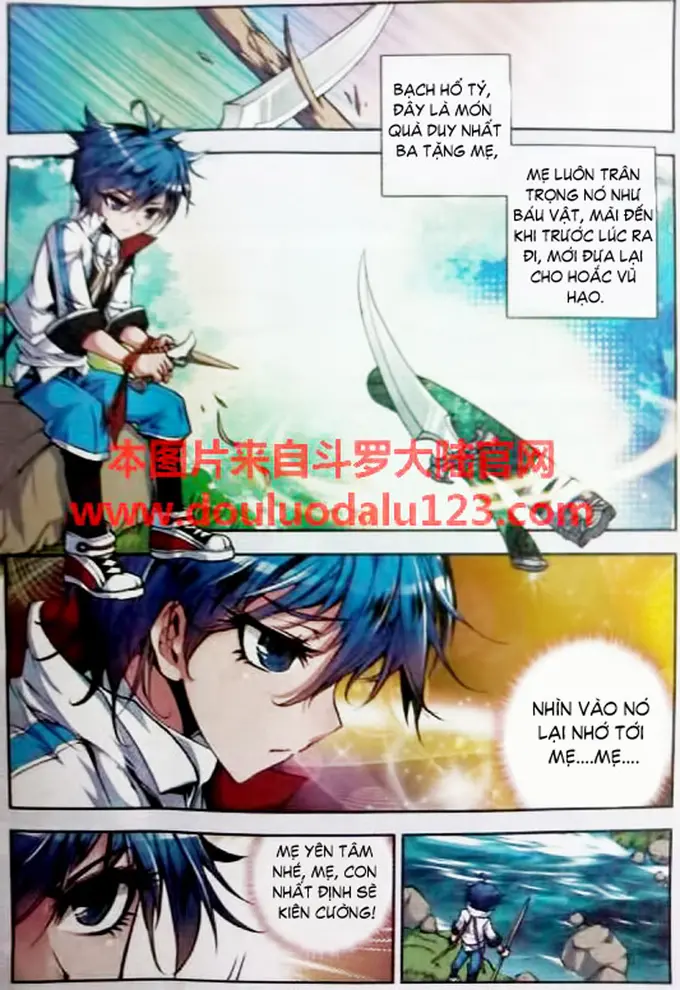 BẠCH HỔ TỶ,
ĐÂY LÀ MÓN
QUÀ DUY NHẤT
BA TẶNG MẸ,
MẸ LUÔN TRÂN
TRỌNG NÓ NHƯ
BÁU VẬT, MÃI ĐẾN
KHI TRƯỚC LÚC RA
ĐI, MỚI ĐƯA LẠI
CHO HOẮC VŨ
HẠO.
本图片来自斗罗大陆官网
www.douluodalu123.com
NHÌN VÀO NÓ
LẠI NHỚ TỚI
MẸ....MẸ....
MẸ YÊN TÂM
NHÉ, MẸ, CON
NHẤT ĐỊNH SẼ
KIÊN CƯỜNG!